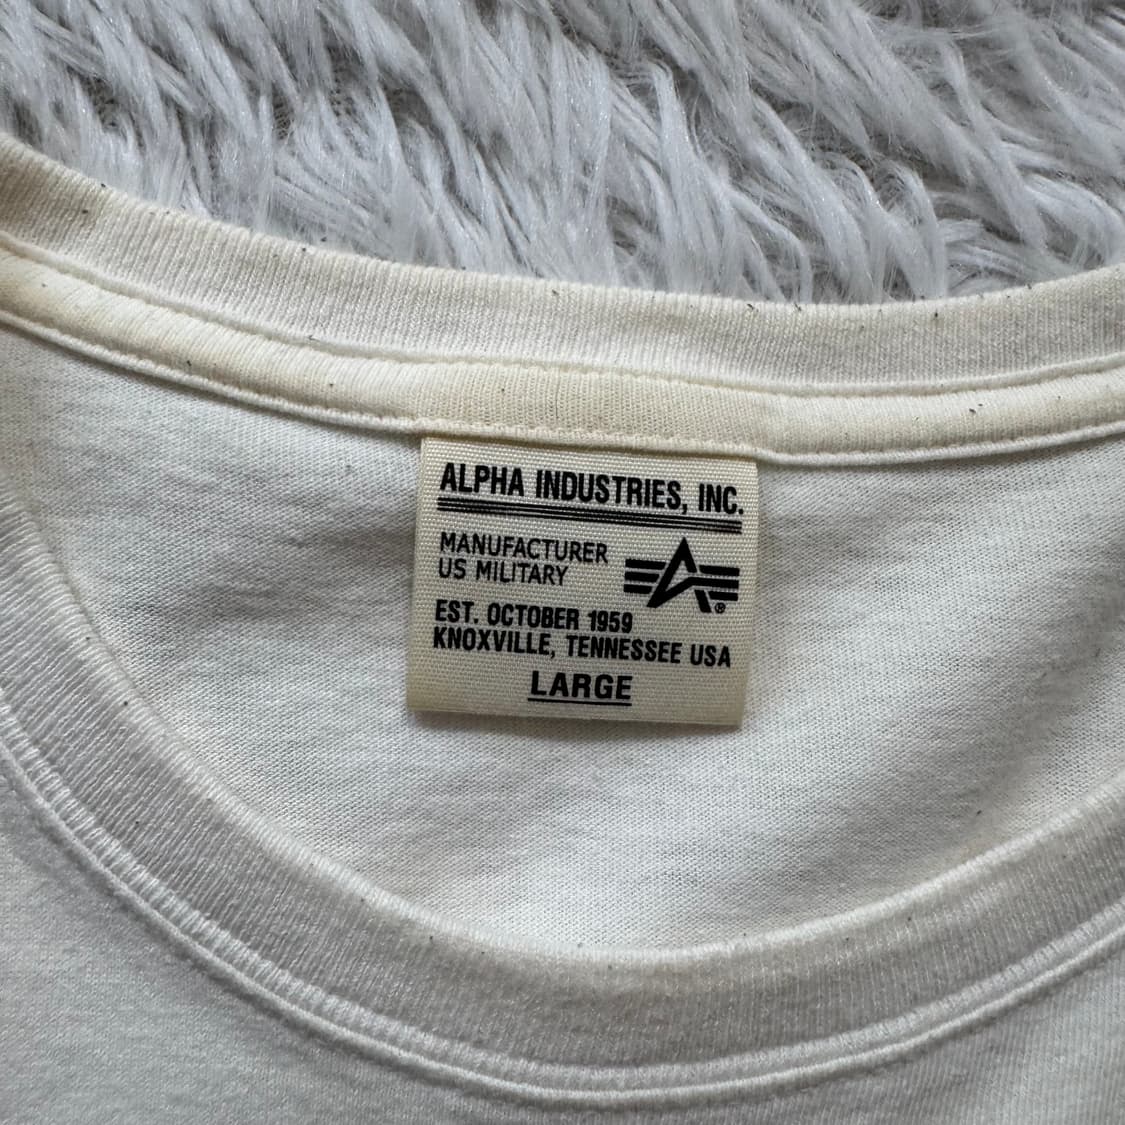 ALPHA INDUSTRIES, INC.
MANUFACTURER
US MILITARY
®
EST. OCTOBER 1959
KNOXVILLE, TENNESSEE USA
LARGE